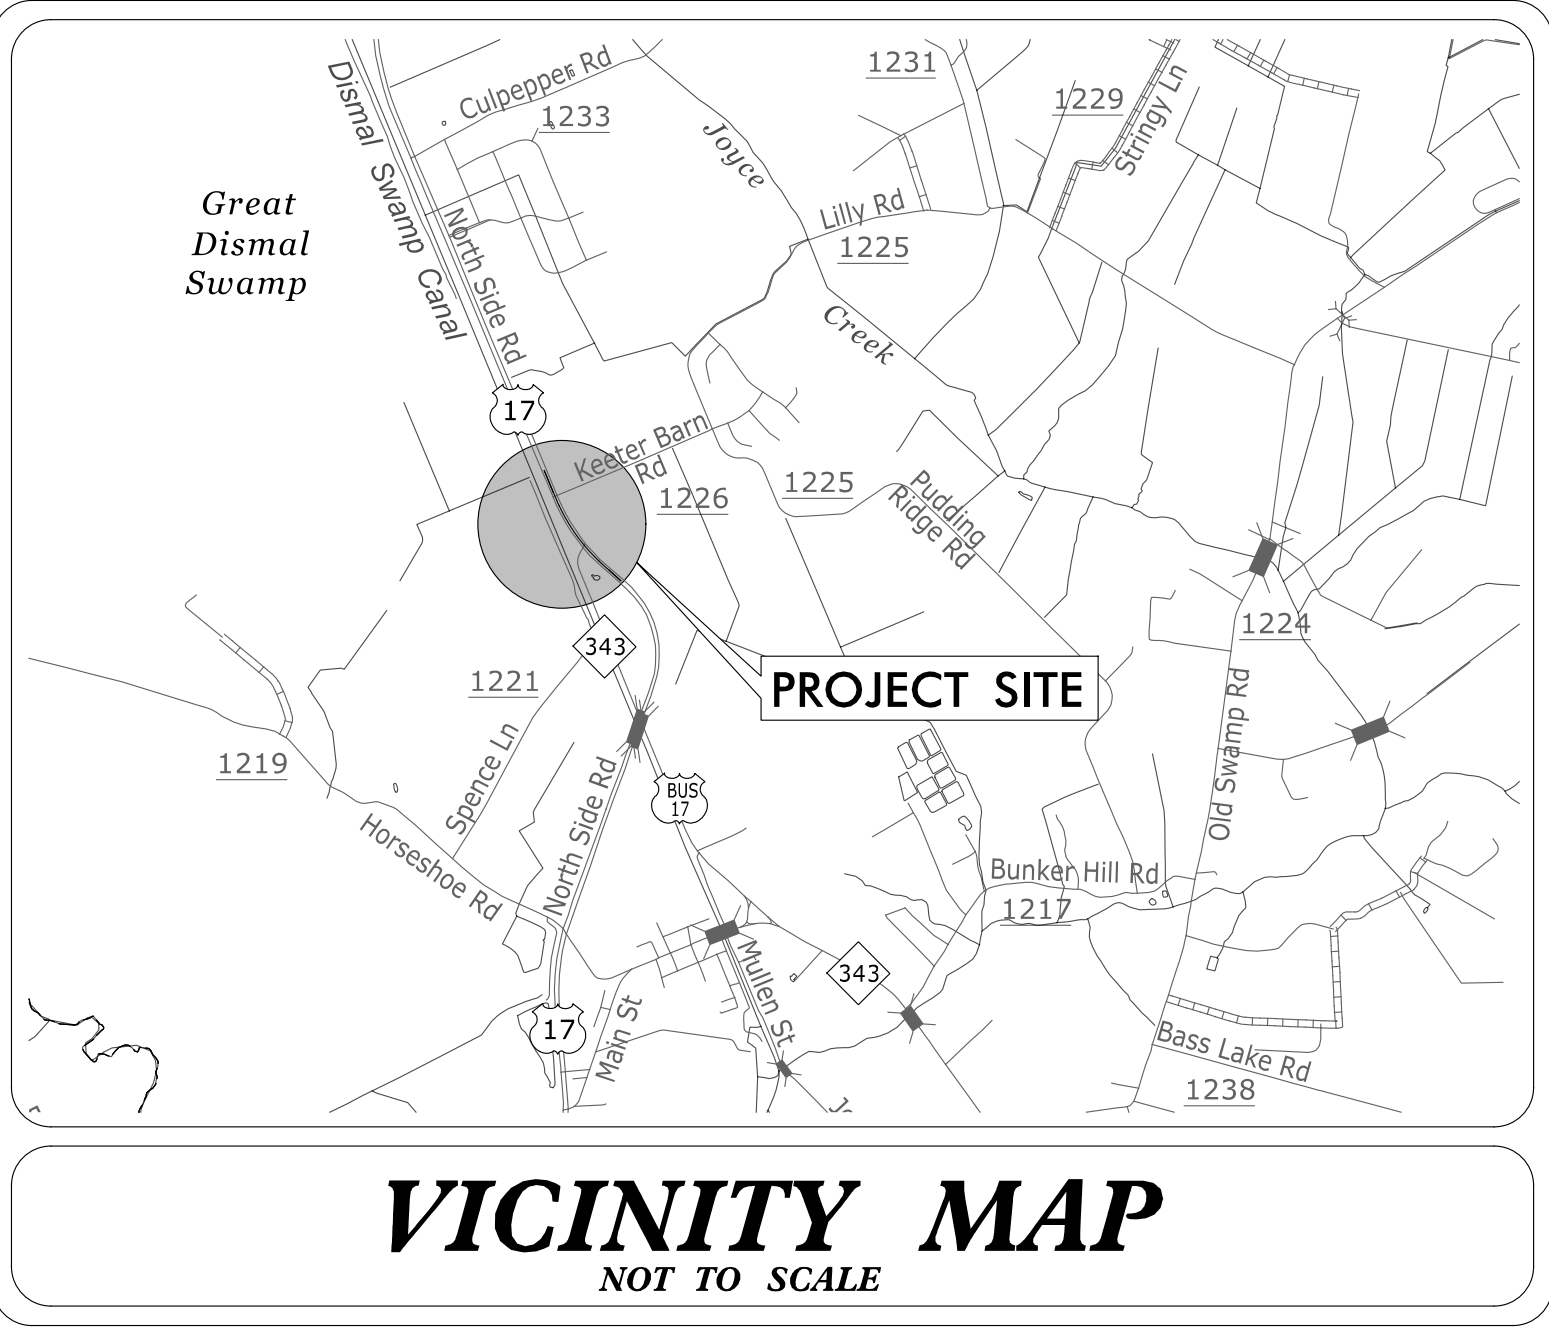 Culpepper Rd
1233
1231
1229
Stringy Ln
Dismal Swamp Canal
Joyce
Great
Dismal
Swamp
Lilly Rd
1225
North Side Rd
Creek
17
Keeter Barn
Rd
1226
1225
Pudding
Ridge Rd
1224
343
1221
PROJECT SITE
1219
Spence Ln
North Side Rd
BUS
17
Old Swamp Rd
Horseshoe Rd
Bunker Hill Rd
1217
Mullen St
343
17
Main St
Bass Lake Rd
1238
VICINITY MAP
NOT TO SCALE